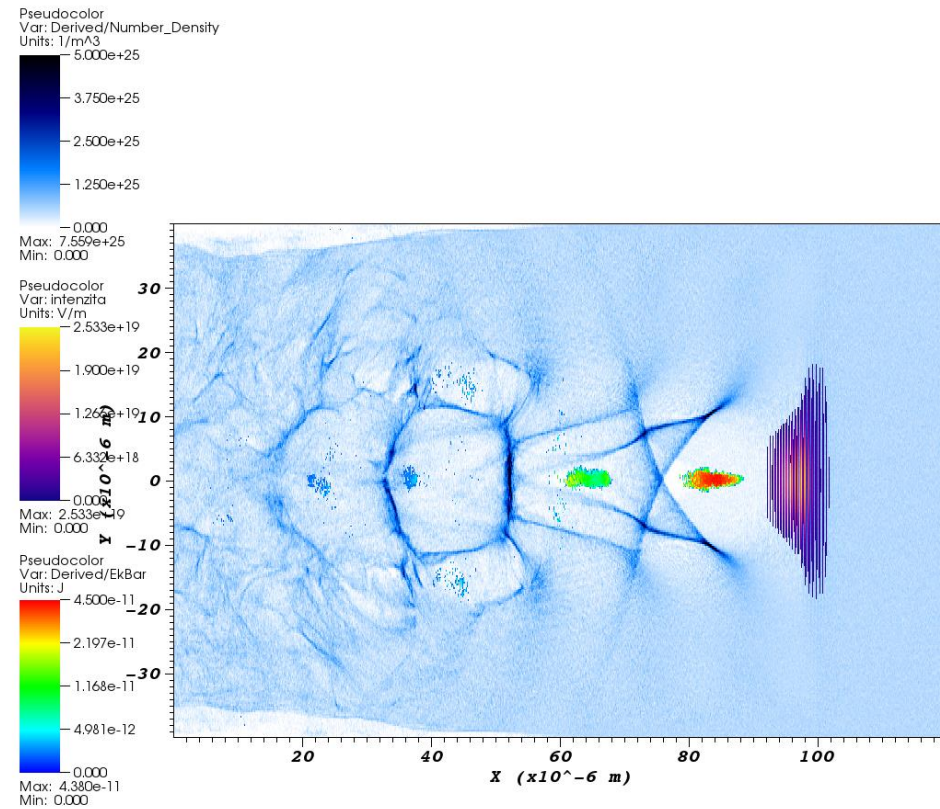 Pseudocolor
Var: Derived/Number_Density
Units: 1/m^3
5.000e+25
3.750e+25
2.500e+25
1.250e+25
0.000
Max: 7.559e+25
Min: 0.000
Pseudocolor
Var: intenzita
Units: V/m
2.533e+19
1.900e+19
6.332e+18
Max: 2.533e+19
Min: 0.000
Pseudocolor
Var: Derived/EkBar
Units: J
4.500e-11
2.197e-11
1.168e-11
4.981e-12
0.000
Max: 4.380e-11
Min: 0.000
Y (x10^-6 m)
30
20
10
0
-10
-20
-30
20
40
60
80
100
X (x10^-6 m)